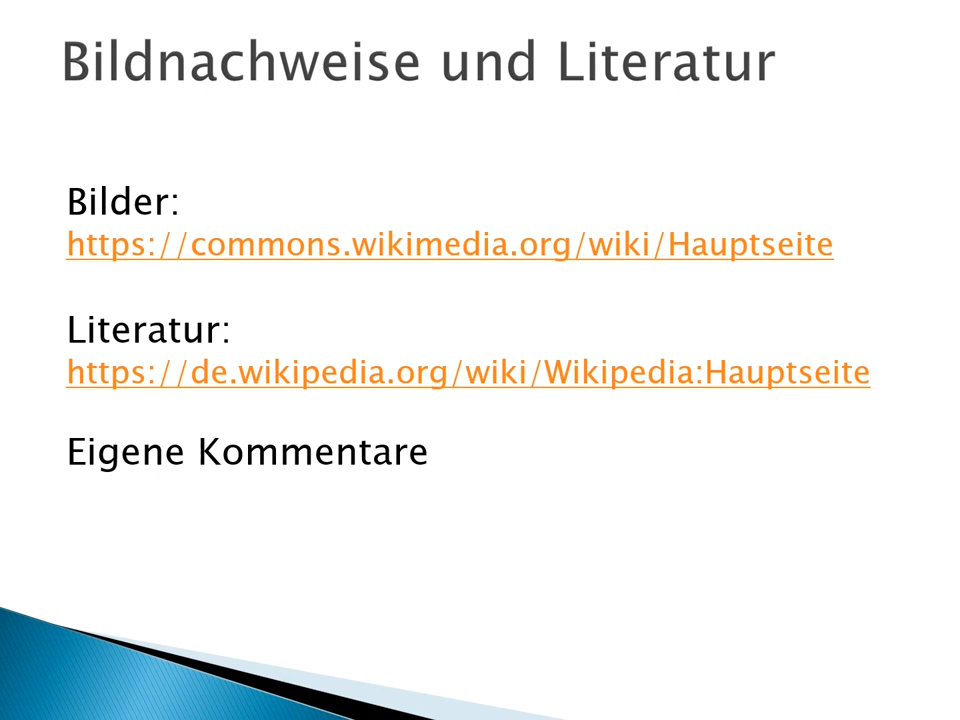 Bildnachweise und Literatur
Bilder:
https://commons.wikimedia.org/wiki/Hauptseite
Literatur:
https://de.wikipedia.org/wiki/Wikipedia:Hauptseite
Eigene Kommentare